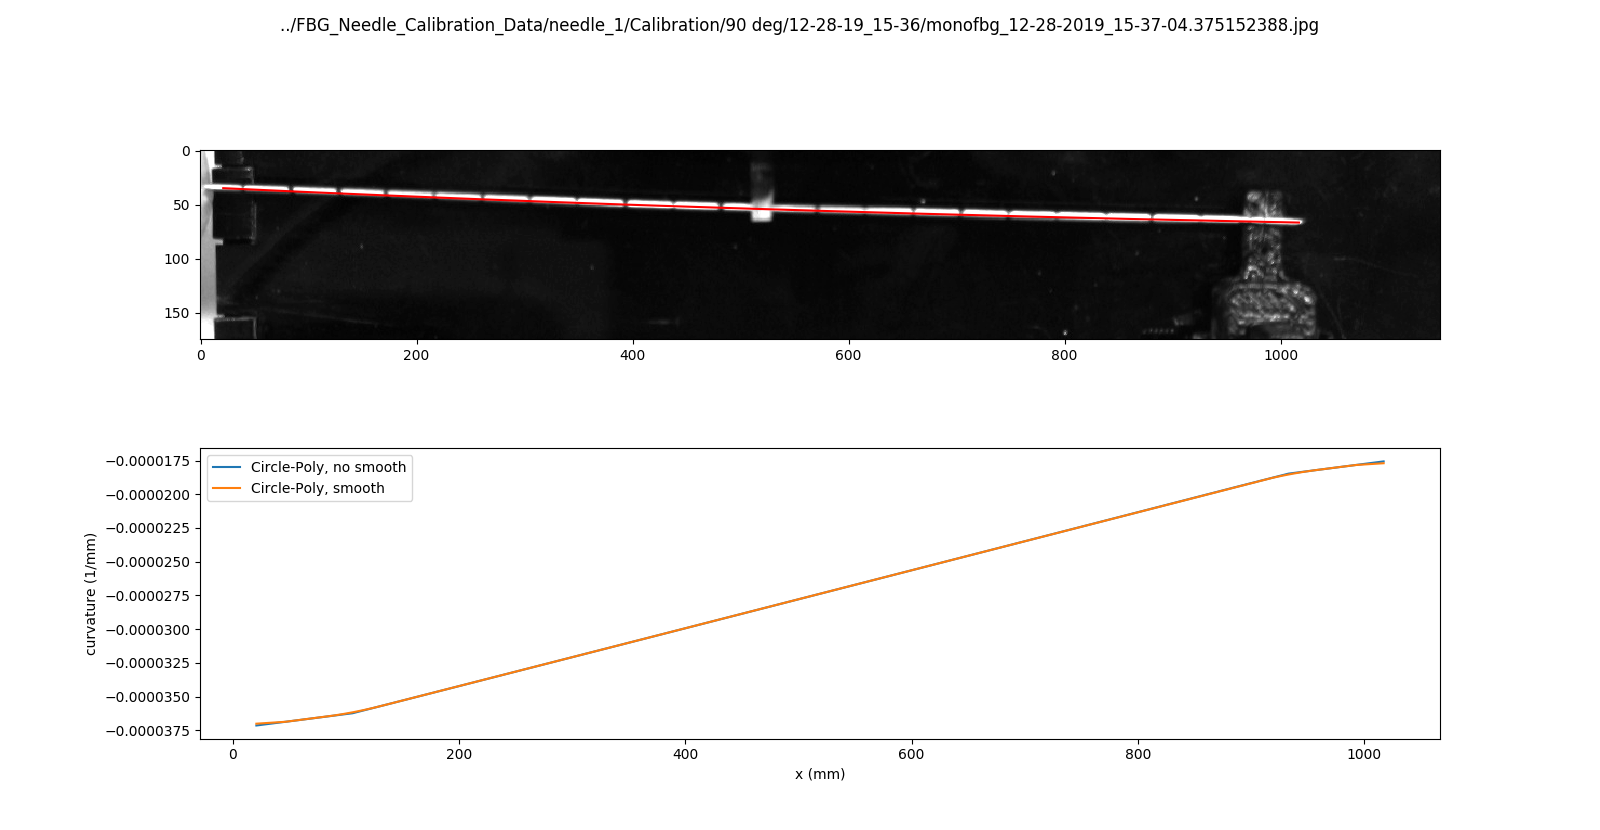 ../FBG_Needle_Calibration_Data/needle_1/Calibration/90 deg/12-28-19_15-36/monofbg_12-28-2019_15-37-04.375152388.jpg
0
50
100
150
0 200 400 600 800 1000
Circle-Poly, no smooth
Circle-Poly, smooth
−0.0000175
−0.0000200
−0.0000225
−0.0000250
−0.0000275
−0.0000300
−0.0000325
−0.0000350
−0.0000375
curvature (1/mm)
0 200 400 600 800 1000
x (mm)